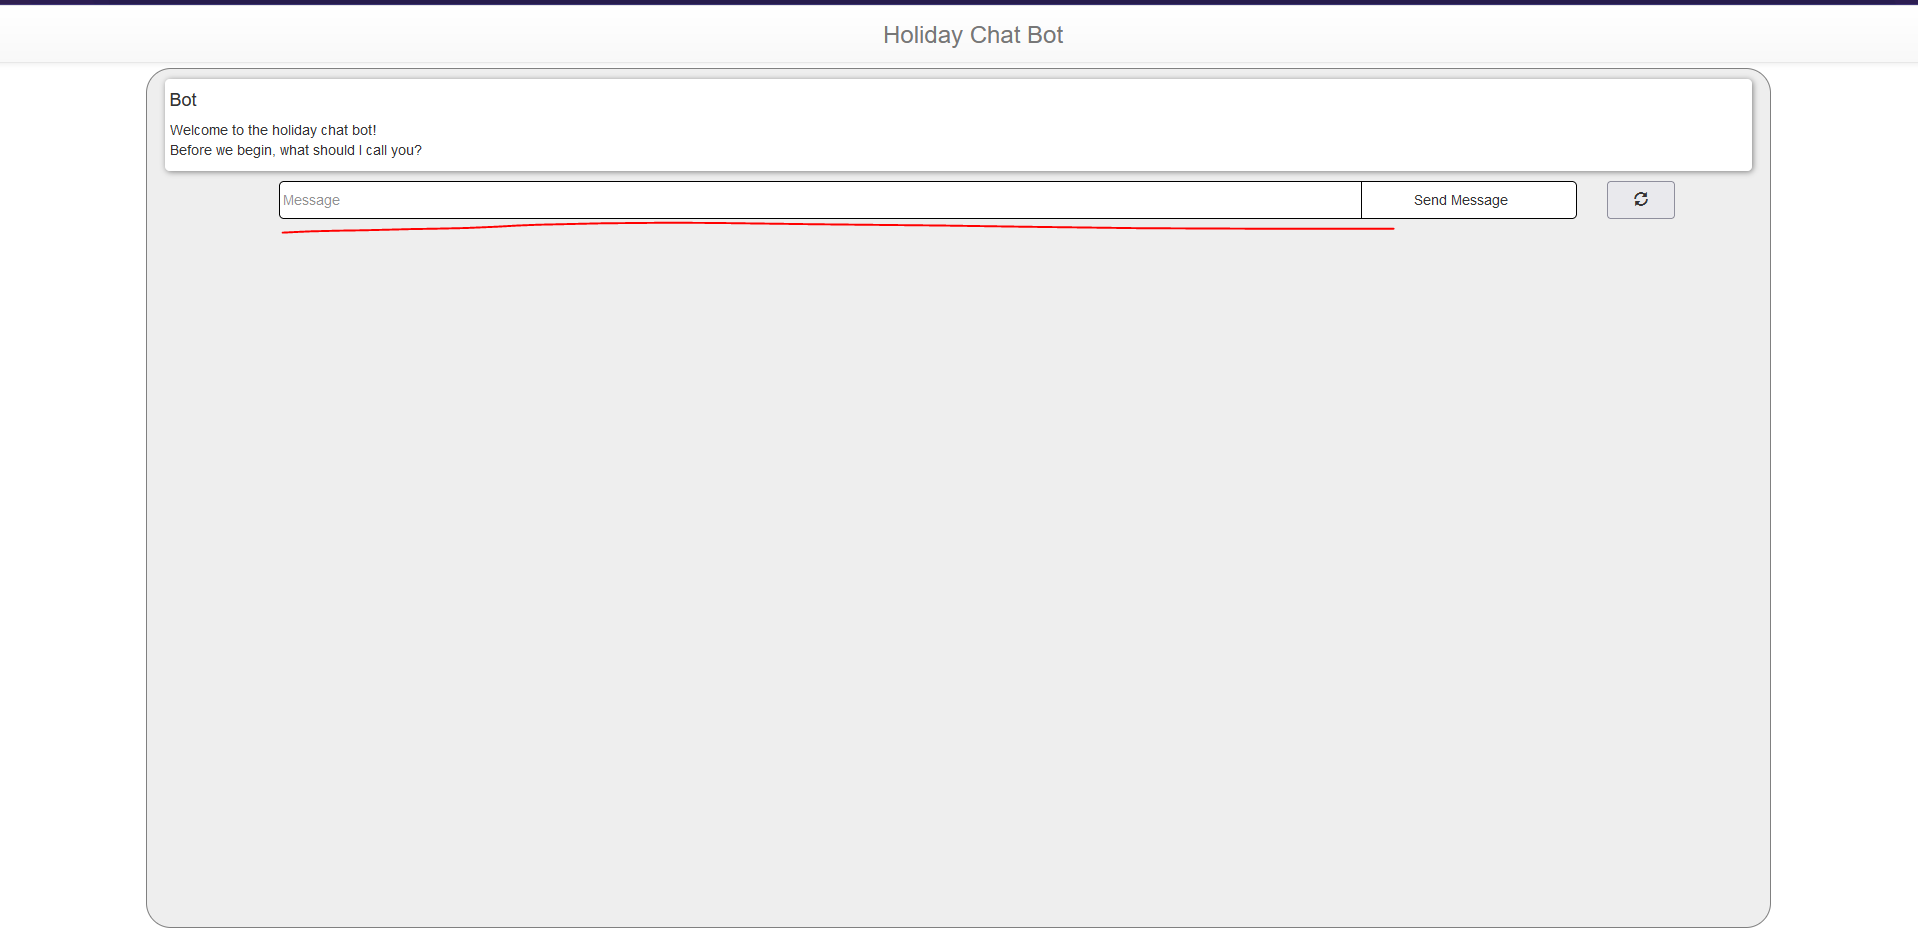 Holiday Chat Bot
Bot
Welcome to the holiday chat bot!
Before we begin, what should I call you?
Message
Send Message